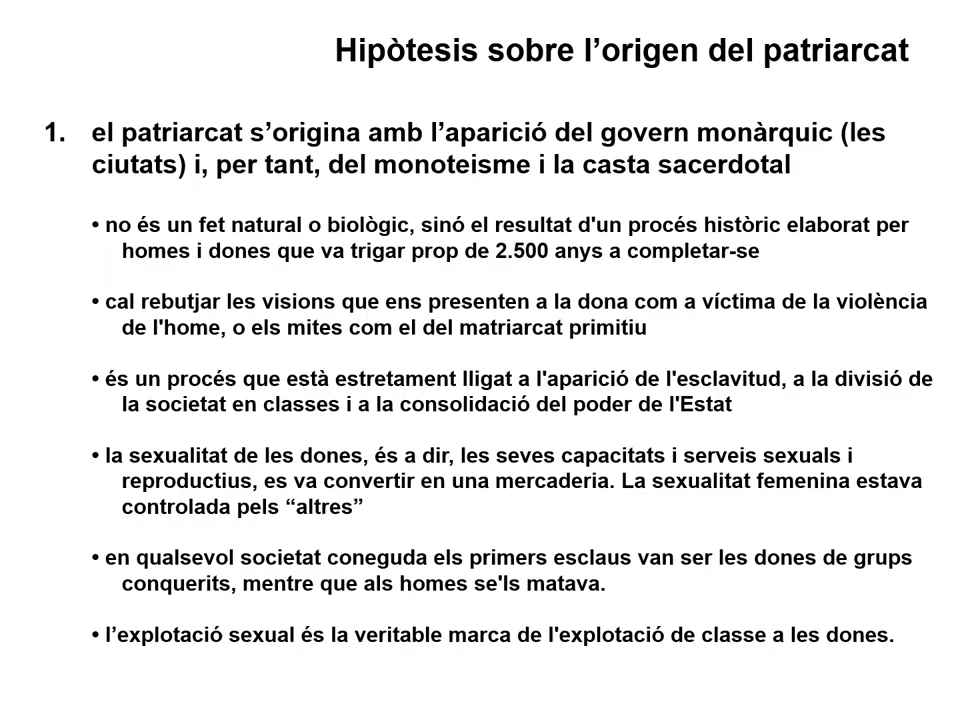 Hipòtesis sobre l’origen del patriarcat
1. el patriarcat s’origina amb l’aparició del govern monàrquic (les
ciutats) i, per tant, del monoteisme i la casta sacerdotal
• no és un fet natural o biològic, sinó el resultat d'un procés històric elaborat per
homes i dones que va trigar prop de 2.500 anys a completar-se
• cal rebutjar les visions que ens presenten a la dona com a víctima de la violència
de l'home, o els mites com el del matriarcat primitiu
• és un procés que està estretament lligat a l'aparició de l'esclavitud, a la divisió de
la societat en classes i a la consolidació del poder de l'Estat
• la sexualitat de les dones, és a dir, les seves capacitats i serveis sexuals i
reproductius, es va convertir en una mercaderia. La sexualitat femenina estava
controlada pels “altres”
• en qualsevol societat coneguda els primers esclaus van ser les dones de grups
conquerits, mentre que als homes se'ls matava.
• l’explotació sexual és la veritable marca de l'explotació de classe a les dones.